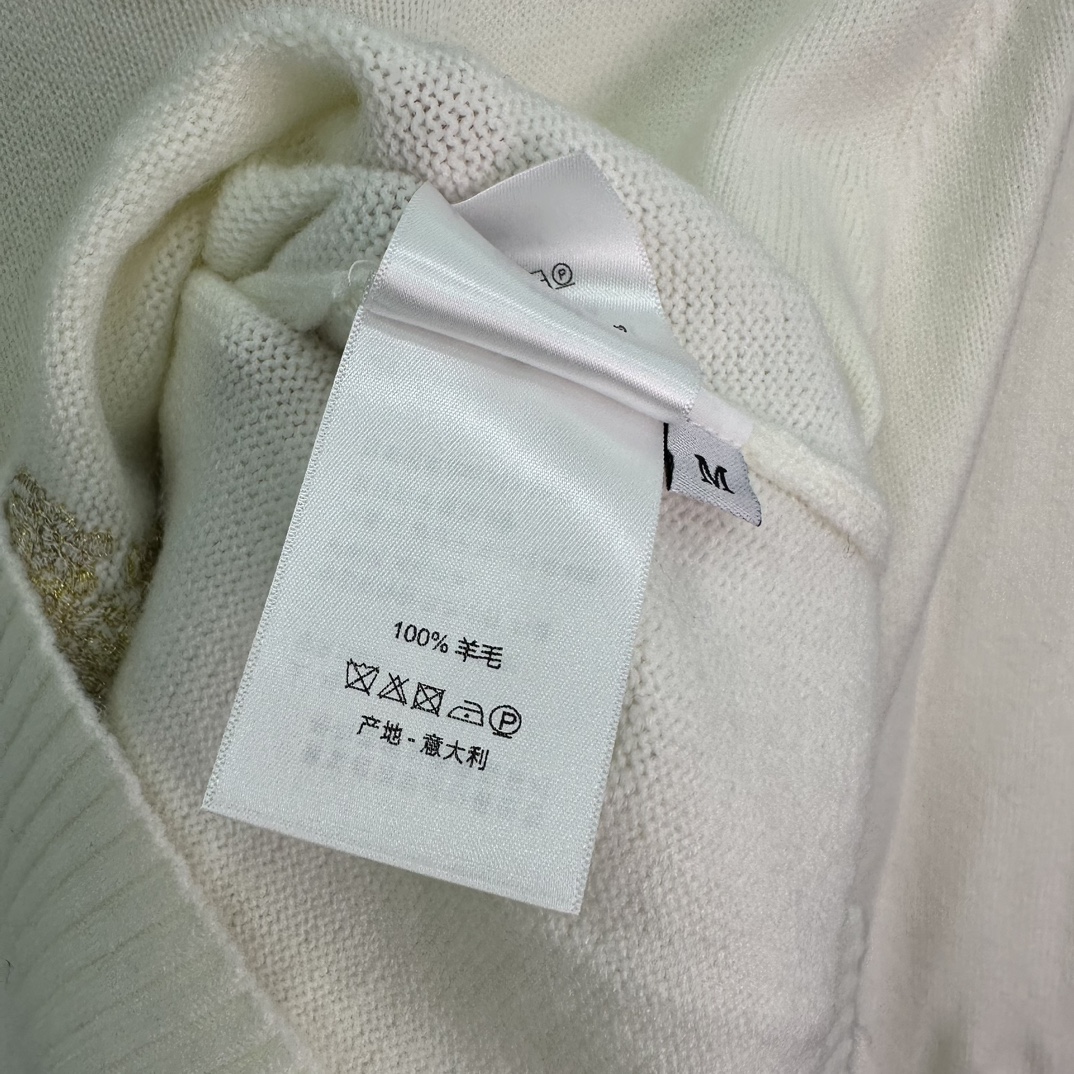 M
100% 羊毛
产地 - 意大利